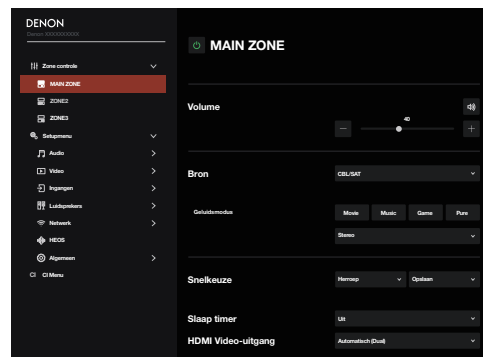 DENON
MAIN ZONE
Zone controle
MAIN ZONE
ZONE2
ZONE3
Setupmenu
Audio
Video
Ingangen
Luidsprekers
Netwerk
HEOS
Algemeen
CI CI Menu
Volume
40
Bron
CBL/SAT
Geluidsmodus
Movie Music Game Pure
Stereo
Snelkeuze
Herroep Opslaan
Slaap timer
Uit
HDMI Video-uitgang
Automatisch (Dual)